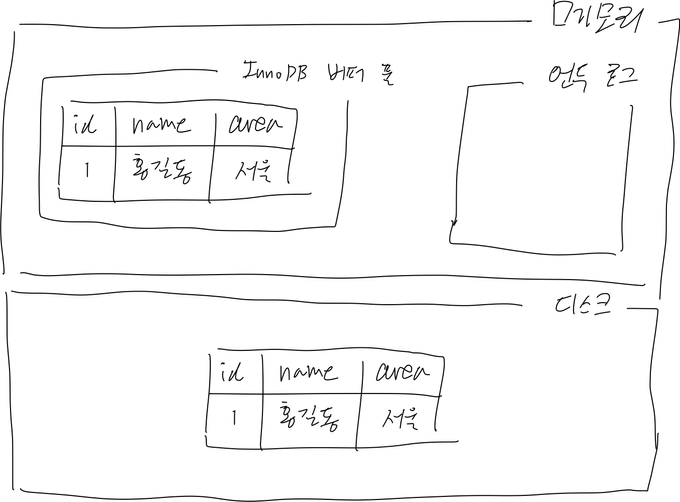 메모리
InnoDB 버퍼 풀
언두 로그
id name area
1 홍길동 서울
디스크
id name area
1 홍길동 서울